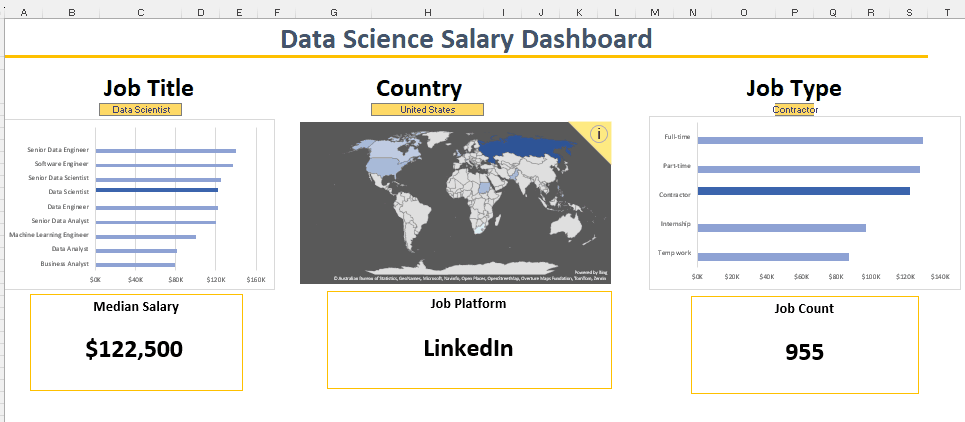 A B C D E F G H I J K L M N O P Q R S T
Data Science Salary Dashboard
Job Title
Data Scientist
Senior Data Engineer
Software Engineer
Senior Data Scientist
Data Scientist
Data Engineer
Senior Data Analyst
Machine Learning Engineer
Data Analyst
Business Analyst
$0K $40K $80K $120K $160K
Median Salary
$122,500
Country
United States
i
Powered by Bing
© Australian Bureau of Statistics, GeoNames, Microsoft, Navinfo, Open Places, OpenStreetMap, Overture Maps Fundation, TomTom, Zenrin
Job Platform
LinkedIn
Job Type
Contractor
Full-time
Part-time
Contractor
Internship
Temp work
$0K $20K $40K $60K $80K $100K $120K $140K
Job Count
955